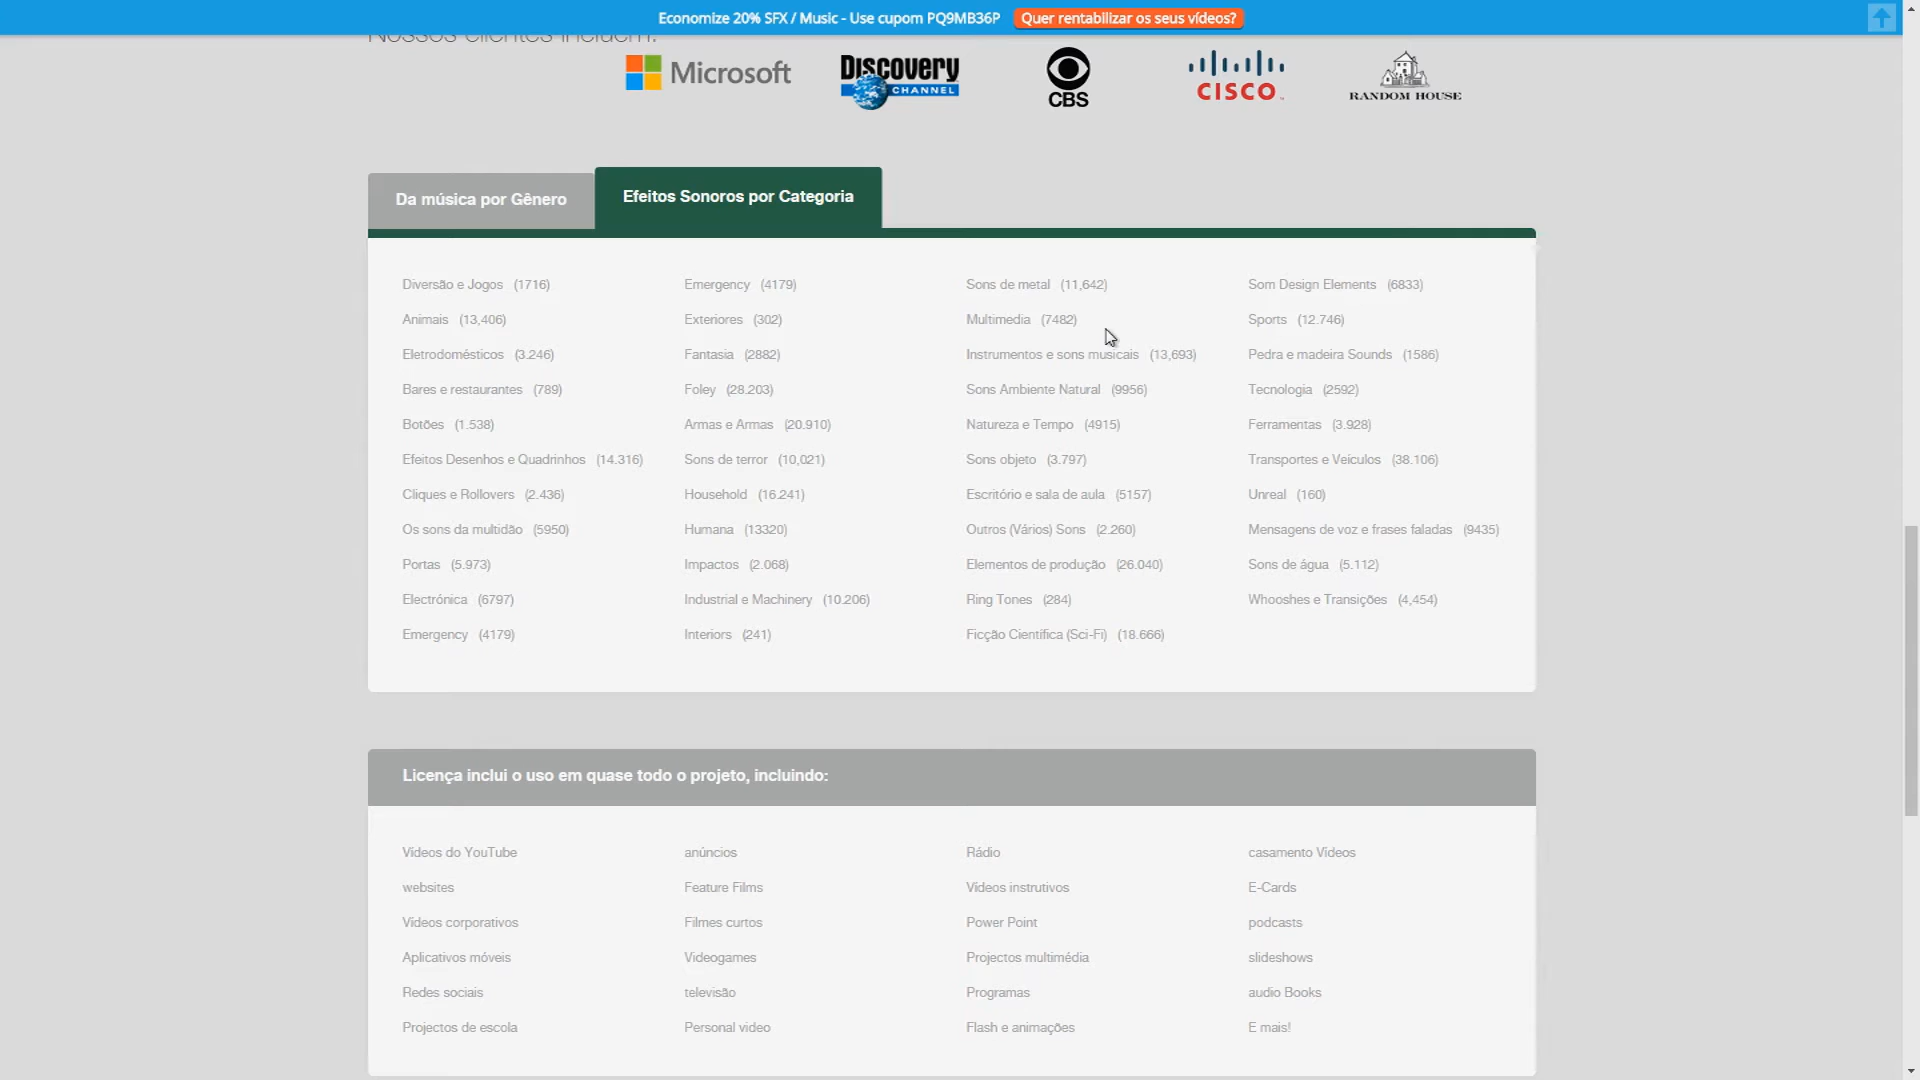 Economize 20% SFX / Music - Use cupom PQ9MB36P Quer rentabilizar os seus vídeos?
Nossos clientes incluem:
Microsoft
Discovery
CHANNEL
CBS
CISCO
RANDOM HOUSE
Da música por Gênero
Efeitos Sonoros por Categoria
Diversão e Jogos (1716)
Animais (13,406)
Eletrodomésticos (3.246)
Bares e restaurantes (789)
Botões (1.538)
Efeitos Desenhos e Quadrinhos (14.316)
Cliques e Rollovers (2.436)
Os sons da multidão (5950)
Portas (5.973)
Electrónica (6797)
Emergency (4179)
Emergency (4179)
Exteriores (302)
Fantasia (2882)
Foley (28.203)
Armas e Armas (20.910)
Sons de terror (10,021)
Household (16.241)
Humana (13320)
Impactos (2.068)
Industrial e Machinery (10.206)
Interiors (241)
Sons de metal (11,642)
Multimedia (7482)
Instrumentos e sons musicais (13,693)
Sons Ambiente Natural (9956)
Natureza e Tempo (4915)
Sons objeto (3.797)
Escritório e sala de aula (5157)
Outros (Vários) Sons (2.260)
Elementos de produção (26.040)
Ring Tones (284)
Ficção Científica (Sci-Fi) (18.666)
Som Design Elements (6833)
Sports (12.746)
Pedra e madeira Sounds (1586)
Tecnologia (2592)
Ferramentas (3.928)
Transportes e Veículos (38.106)
Unreal (160)
Mensagens de voz e frases faladas (9435)
Sons de água (5.112)
Whooshes e Transições (4,454)
Licença inclui o uso em quase todo o projeto, incluindo:
Vídeos do YouTube
websites
Vídeos corporativos
Aplicativos móveis
Redes sociais
Projectos de escola
anúncios
Feature Films
Filmes curtos
Videogames
televisão
Personal video
Rádio
Vídeos instrutivos
Power Point
Projectos multimédia
Programas
Flash e animações
casamento Vídeos
E-Cards
podcasts
slideshows
audio Books
E mais!